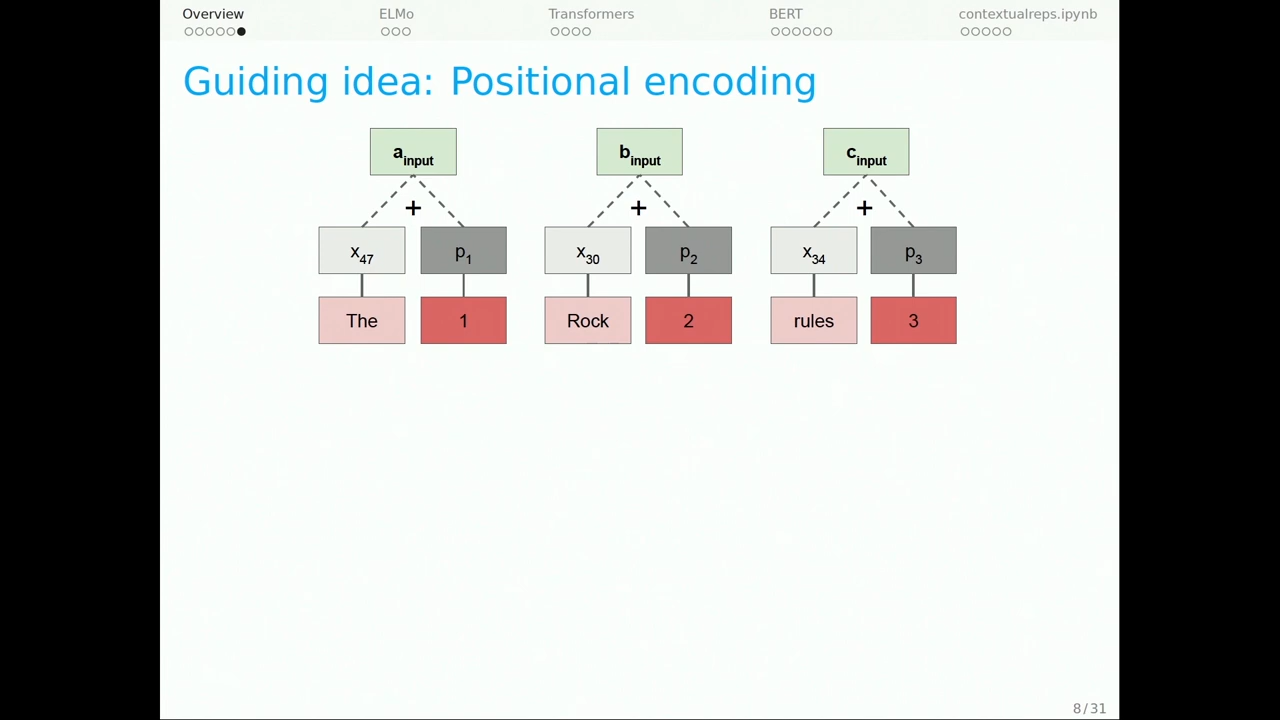 Overview ELMo Transformers BERT contextualreps.ipynb
Guiding idea: Positional encoding
a_input b_input c_input
+ + +
x_47 p_1 x_30 p_2 x_34 p_3
The 1 Rock 2 rules 3
8/31